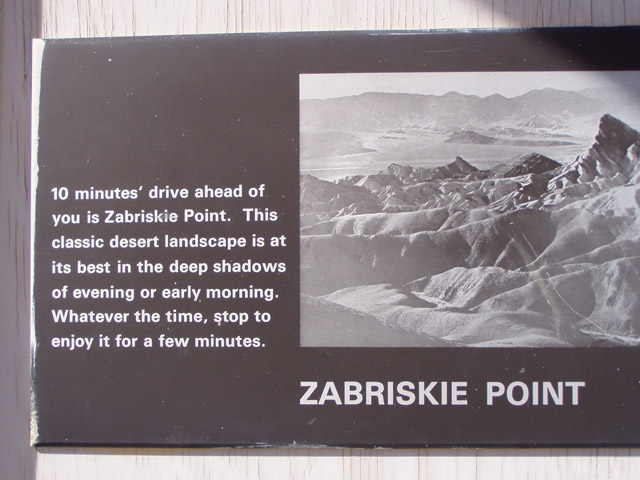 10 minutes' drive ahead of
you is Zabriskie Point. This
classic desert landscape is at
its best in the deep shadows
of evening or early morning.
Whatever the time, stop to
enjoy it for a few minutes.
ZABRISKIE POINT